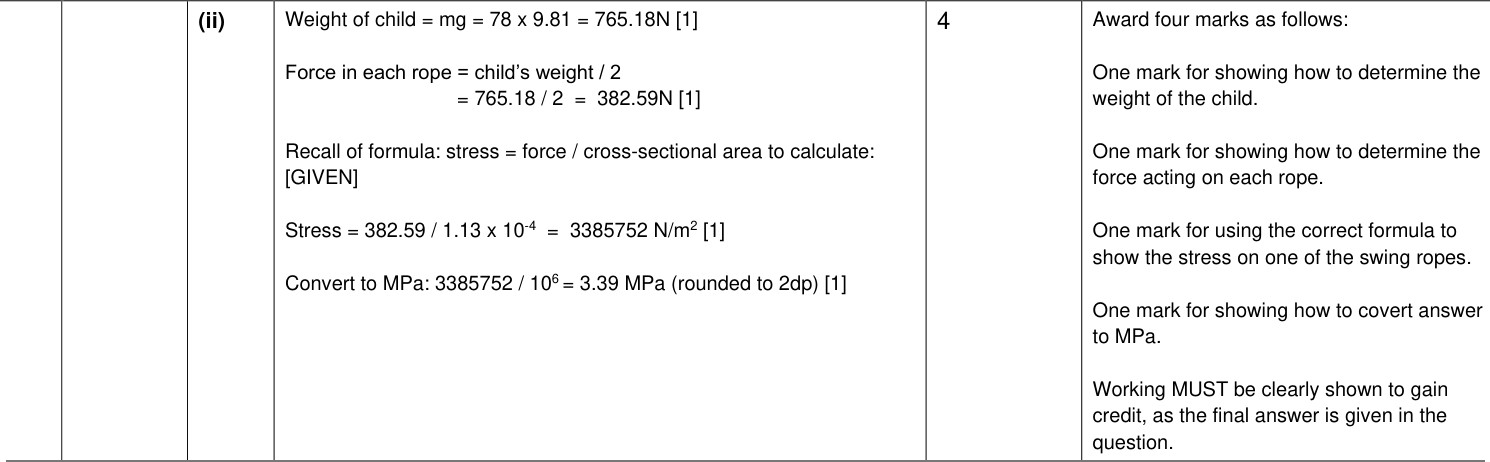 (ii)
Weight of child = mg = 78 x 9.81 = 765.18N [1]
Force in each rope = child's weight / 2
= 765.18 / 2 = 382.59N [1]
Recall of formula: stress = force / cross-sectional area to calculate:
[GIVEN]
Stress = 382.59 / 1.13 x 10⁻⁴ = 3385752 N/m² [1]
Convert to MPa: 3385752 / 10⁶ = 3.39 MPa (rounded to 2dp) [1]
4
Award four marks as follows:
One mark for showing how to determine the
weight of the child.
One mark for showing how to determine the
force acting on each rope.
One mark for using the correct formula to
show the stress on one of the swing ropes.
One mark for showing how to covert answer
to MPa.
Working MUST be clearly shown to gain
credit, as the final answer is given in the
question.